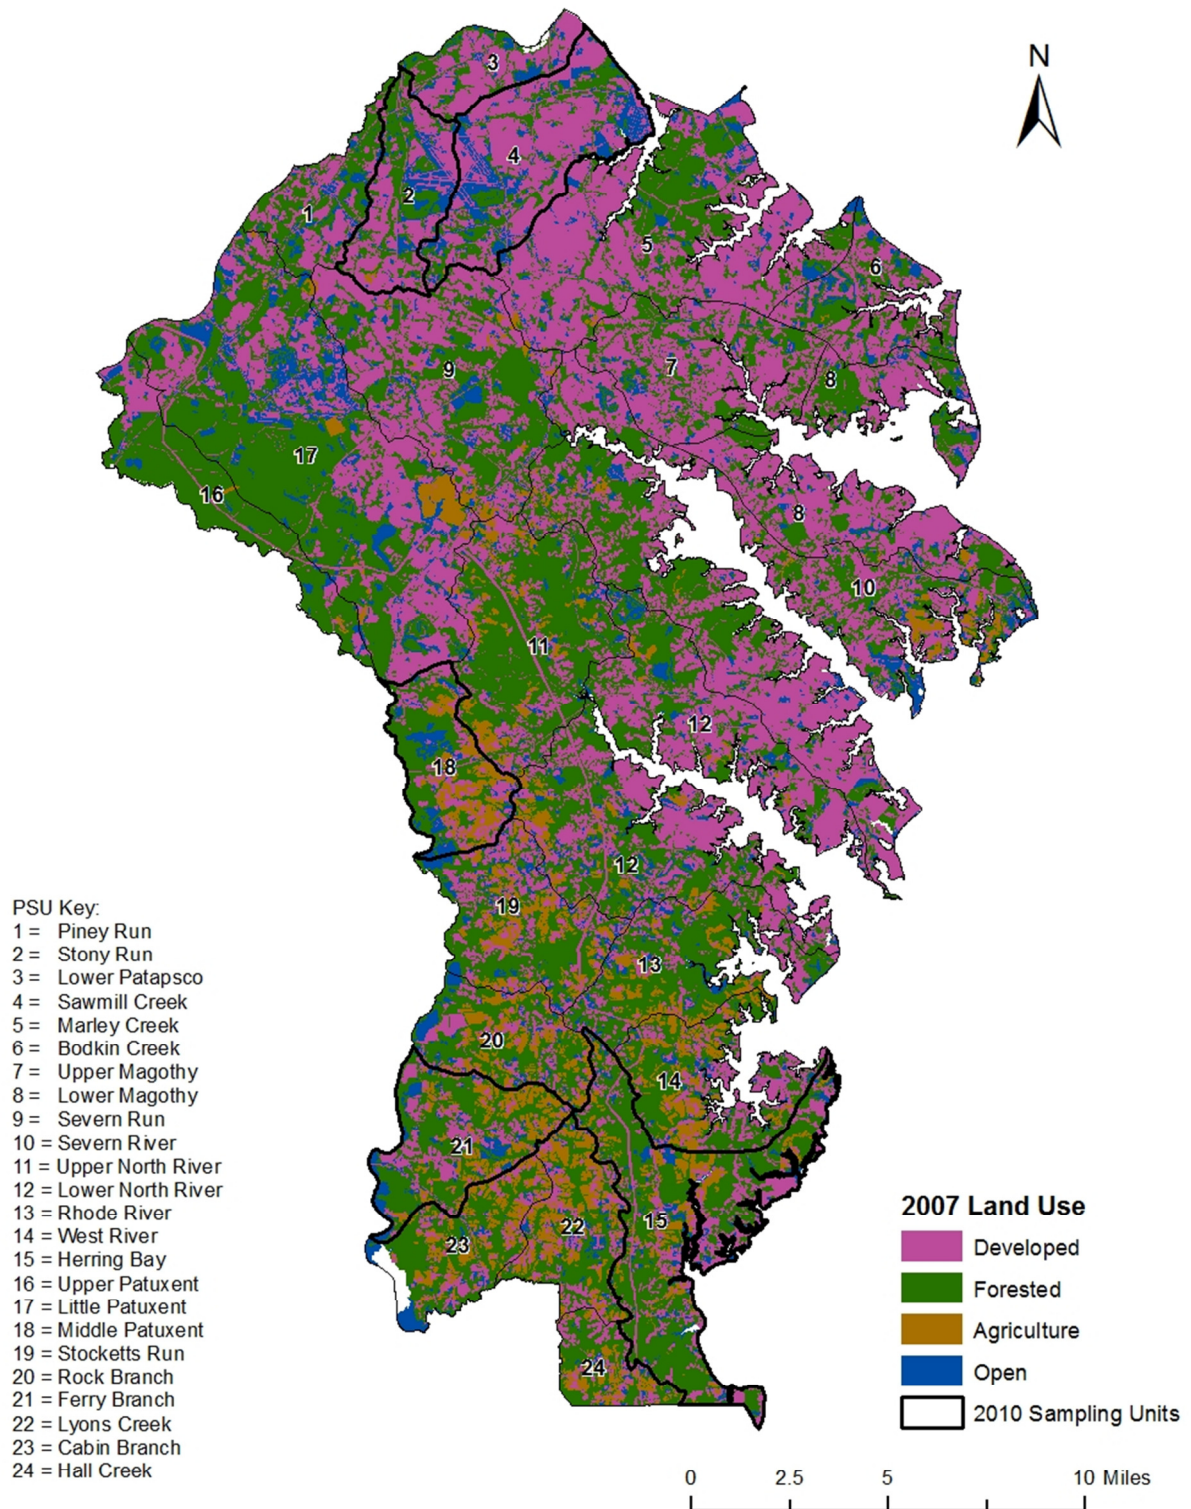 N
3
4
2
1
5
6
7
8
9
17
16
8
10
11
12
18
12
19
13
20
14
21
15
22
23
24
PSU Key:
1 = Piney Run
2 = Stony Run
3 = Lower Patapsco
4 = Sawmill Creek
5 = Marley Creek
6 = Bodkin Creek
7 = Upper Magothy
8 = Lower Magothy
9 = Severn Run
10 = Severn River
11 = Upper North River
12 = Lower North River
13 = Rhode River
14 = West River
15 = Herring Bay
16 = Upper Patuxent
17 = Little Patuxent
18 = Middle Patuxent
19 = Stocketts Run
20 = Rock Branch
21 = Ferry Branch
22 = Lyons Creek
23 = Cabin Branch
24 = Hall Creek
2007 Land Use
Developed
Forested
Agriculture
Open
2010 Sampling Units
0 2.5 5 10 Miles